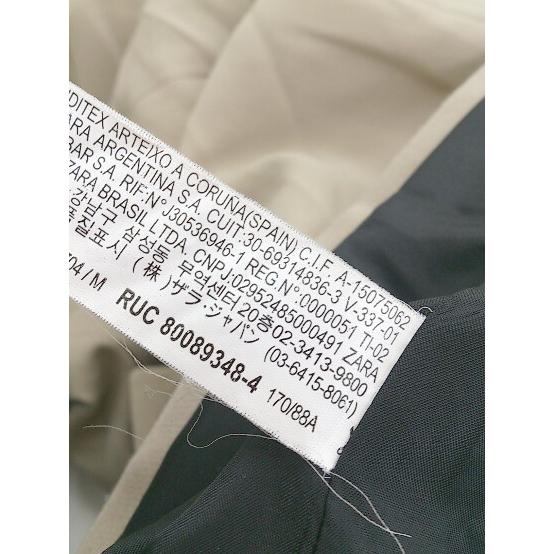 DITEX ARTEIXO A CORUÑA(SPAIN) C.I.F. A-15075062
ARA ARGENTINA S.A. CUIT:30-69314836-3 V-337-01
BAR S.A. RIF:N°J30536946-1 REG N°:0000051 TI-02
ZARA BRASIL LTDA. CNPJ:02952485000491 ZARA
강남구 삼성동 무역센터 20층02-3413-9800
품질표시 (株)ザラ・ジャパン (03-6415-8061)
04/M RUC 80089348-4 170/88A